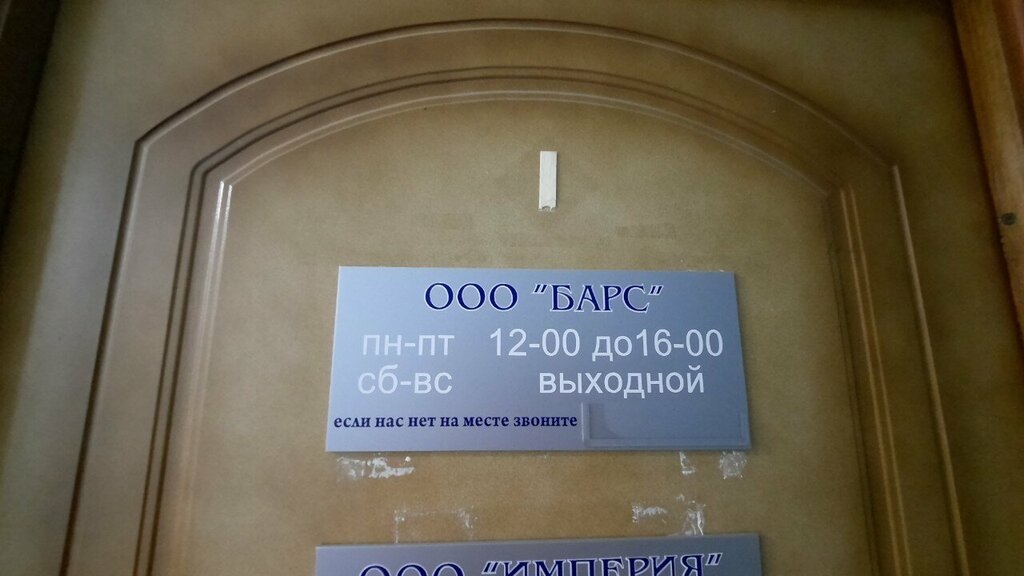 ООО "БАРС"
пн-пт 12-00 до16-00
сб-вс выходной
если нас нет на месте звоните
ООО "ИМПЕРИЯ"